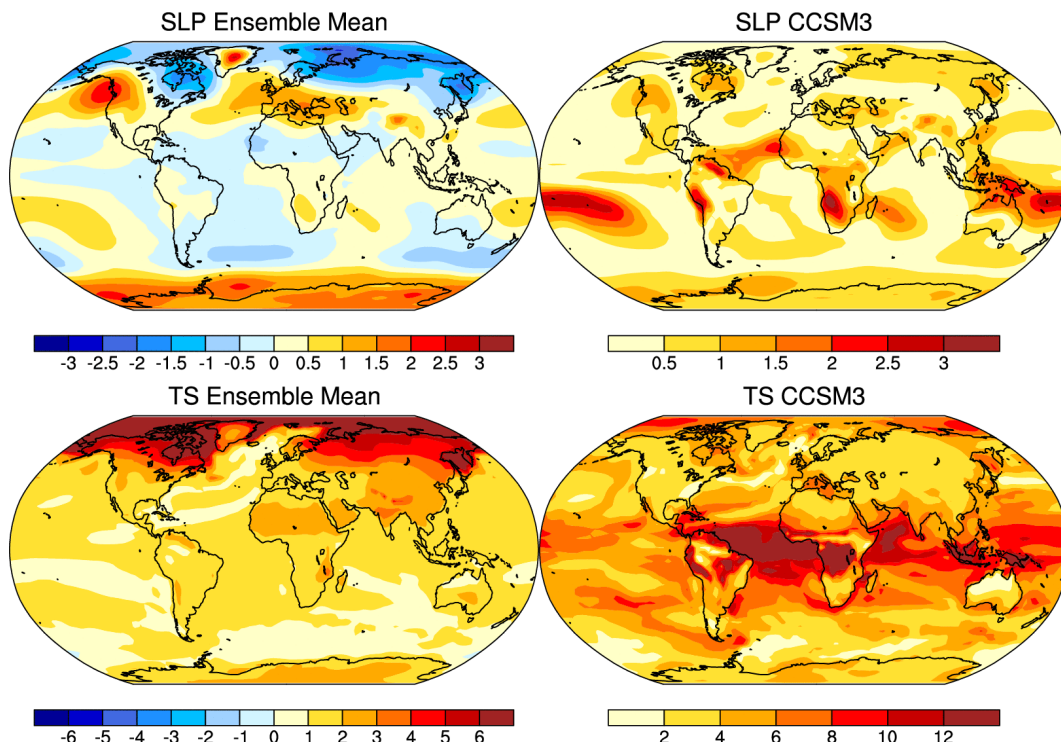 SLP Ensemble Mean
SLP CCSM3
-3 -2.5 -2 -1.5 -1 -0.5 0 0.5 1 1.5 2 2.5 3
0.5 1 1.5 2 2.5 3
TS Ensemble Mean
TS CCSM3
-6 -5 -4 -3 -2 -1 0 1 2 3 4 5 6
2 4 6 8 10 12